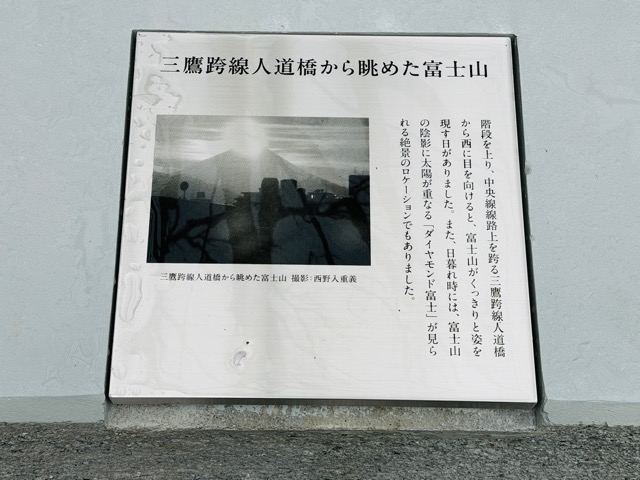 三鷹跨線人道橋から眺めた富士山
階段を上り、中央線線路上を跨る三鷹跨線人道橋
から西に目を向けると、富士山がくっきりと姿を
現す日がありました。また、日暮れ時には、富士山
の陰影に太陽が重なる「ダイヤモンド富士」が見ら
れる絶景のロケーションでもありました。
三鷹跨線人道橋から眺めた富士山 撮影：西野入重義